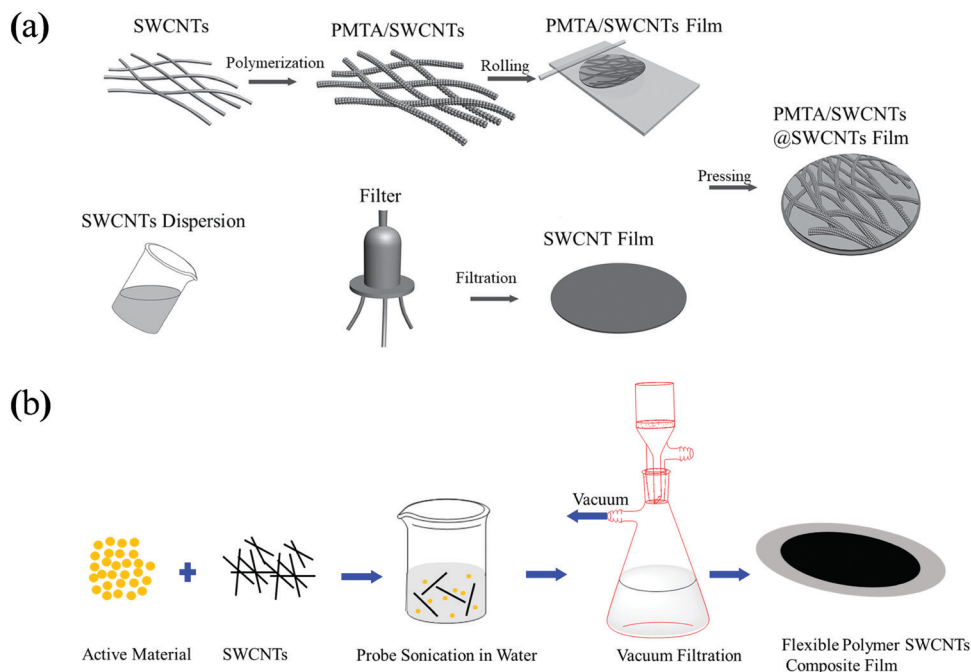 (a)
SWCNTs
PMTA/SWCNTs
PMTA/SWCNTs Film
Polymerization
Rolling
PMTA/SWCNTs
@SWCNTs Film
Pressing
SWCNTs Dispersion
Filter
SWCNT Film
Filtration
(b)
Vacuum
Active Material
SWCNTs
Probe Sonication in Water
Vacuum Filtration
Flexible Polymer SWCNTs
Composite Film